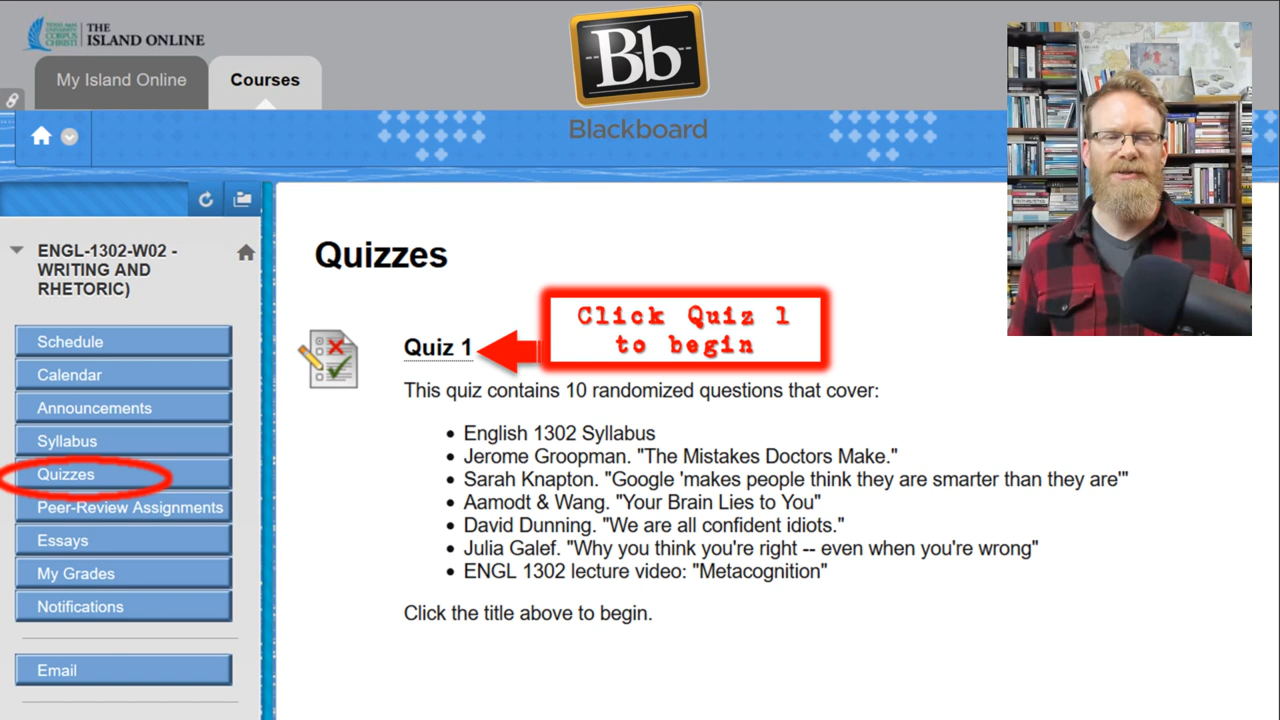 TEXAS A&M
UNIVERSITY
CORPUS
CHRISTI
THE
ISLAND ONLINE
My Island Online
Courses
Bb
Blackboard
ENGL-1302-W02 -
WRITING AND
RHETORIC)
Schedule
Calendar
Announcements
Syllabus
Quizzes
Peer-Review Assignments
Essays
My Grades
Notifications
Email
Quizzes
Click Quiz 1
to begin
Quiz 1
This quiz contains 10 randomized questions that cover:
English 1302 Syllabus
Jerome Groopman. "The Mistakes Doctors Make."
Sarah Knapton. "Google 'makes people think they are smarter than they are'"
Aamodt & Wang. "Your Brain Lies to You"
David Dunning. "We are all confident idiots."
Julia Galef. "Why you think you're right -- even when you're wrong"
ENGL 1302 lecture video: "Metacognition"
Click the title above to begin.